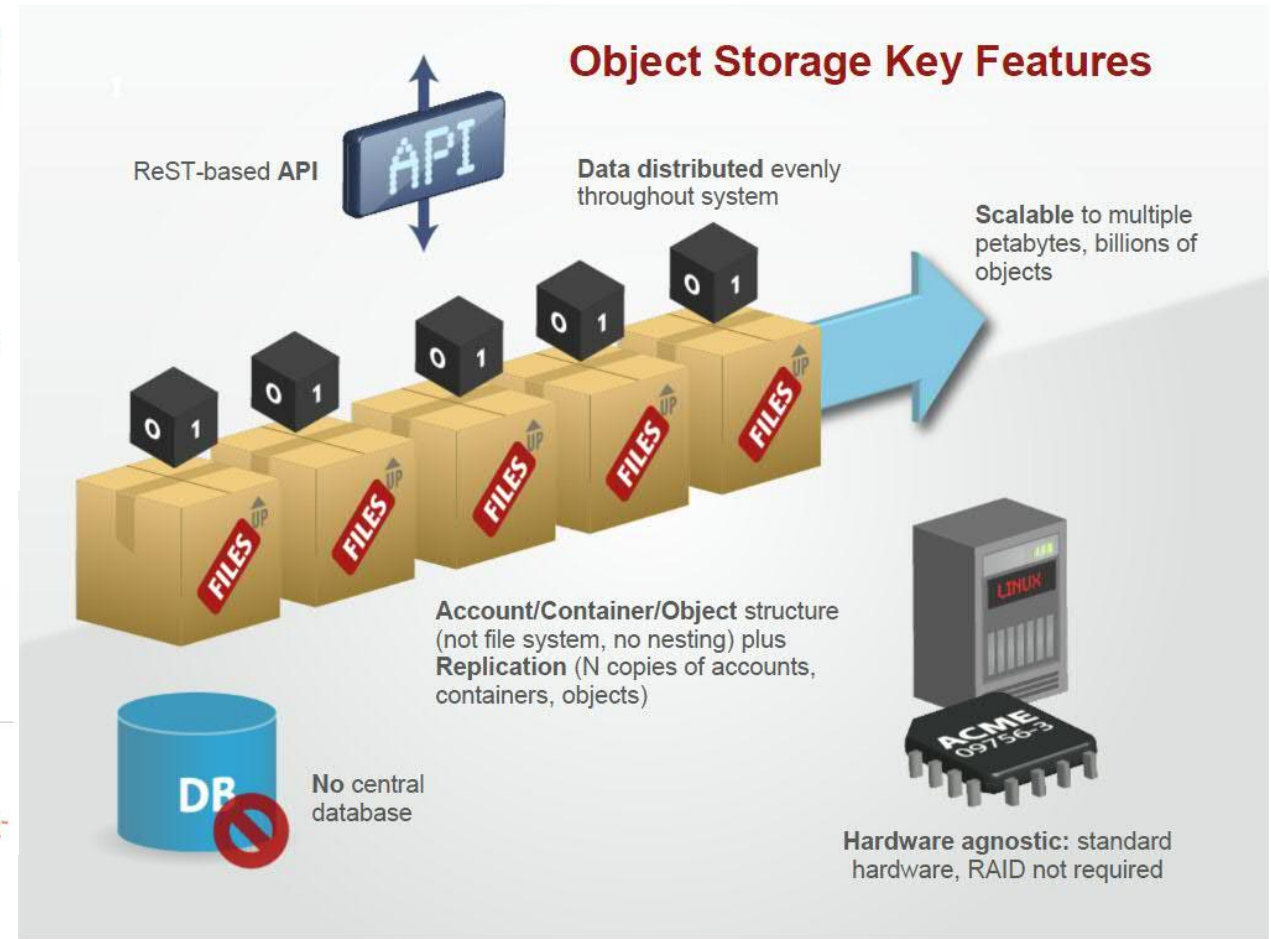 Object Storage Key Features
API
ReST-based API
Data distributed evenly
throughout system
Scalable to multiple
petabytes, billions of
objects
0 1
0 1
0 1
0 1
0 1
FILES UP
FILES UP
FILES UP
FILES UP
FILES UP
LINUX
Account/Container/Object structure
(not file system, no nesting) plus
Replication (N copies of accounts,
containers, objects)
ACME
09756-3
DB
No central
database
Hardware agnostic: standard
hardware, RAID not required